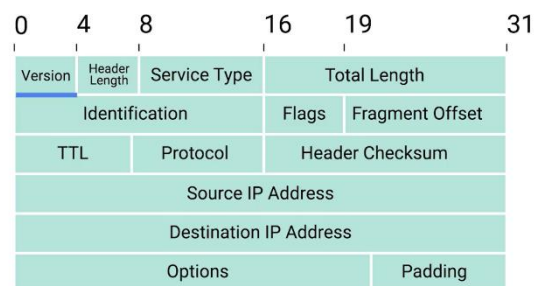 0 4 8 16 19 31
Version Header Length Service Type Total Length
Identification Flags Fragment Offset
TTL Protocol Header Checksum
Source IP Address
Destination IP Address
Options Padding